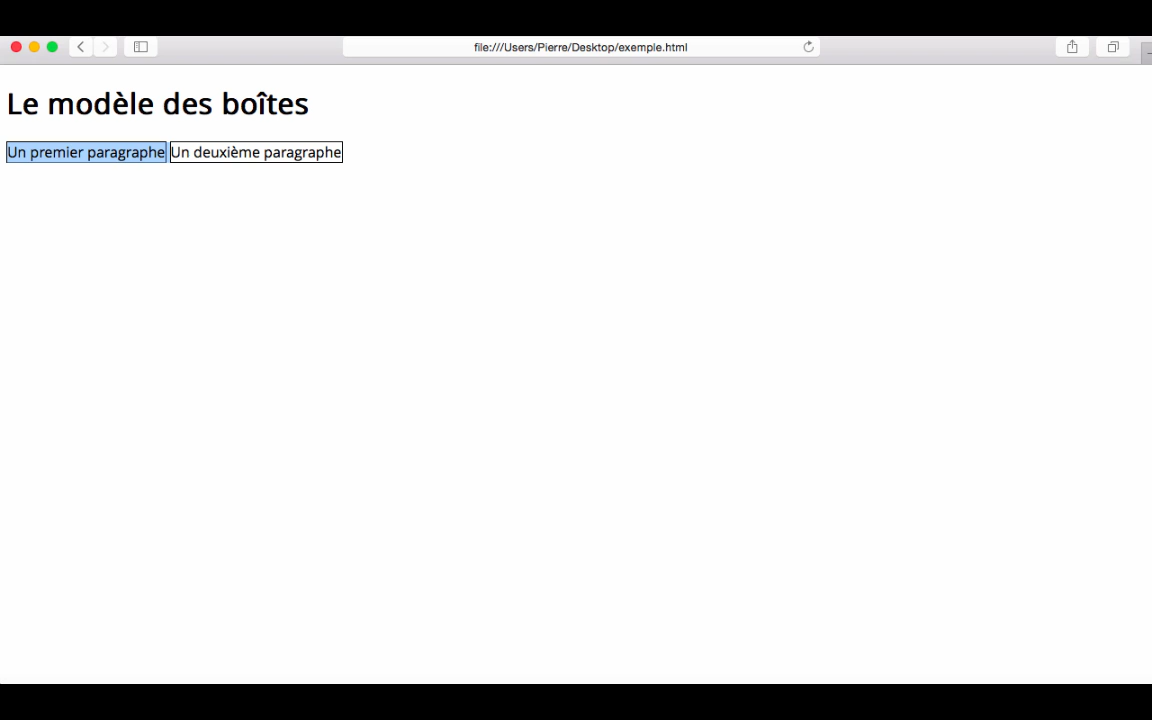 file:///Users/Pierre/Desktop/exemple.html
Le modèle des boîtes
Un premier paragraphe Un deuxième paragraphe